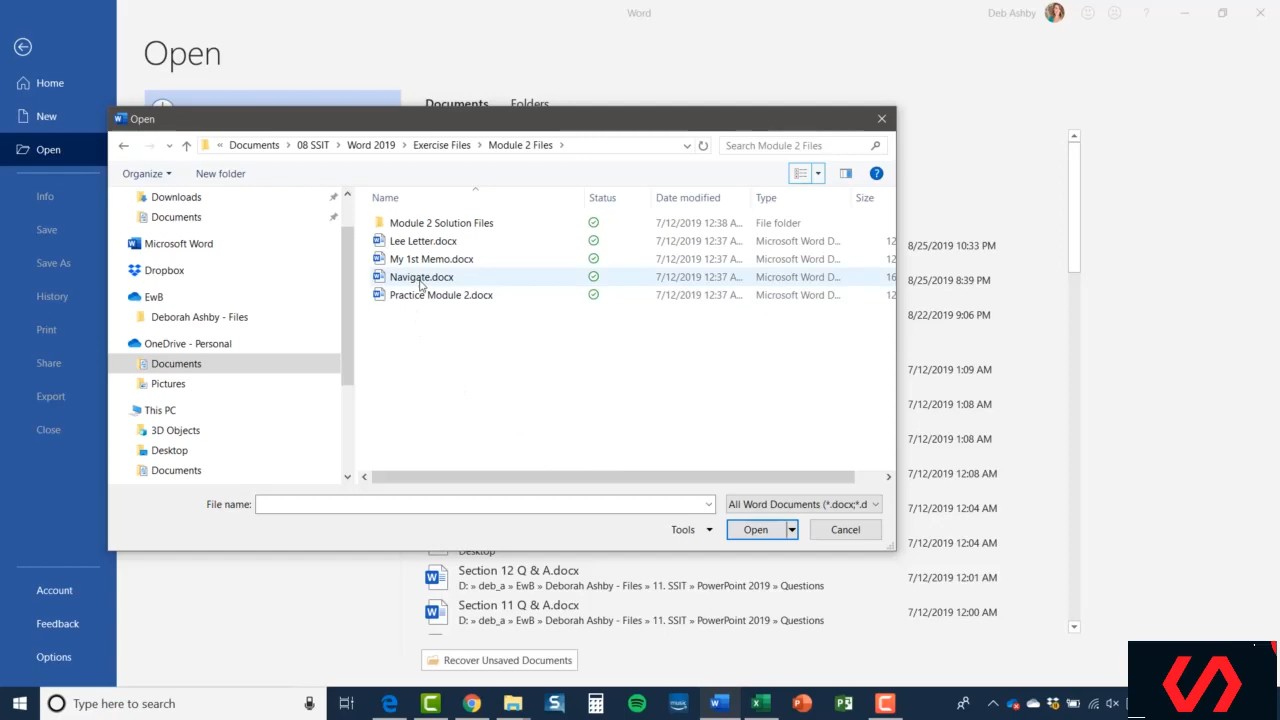 Word
Deb Ashby
?
Open
Home
New
Open
Info
Save
Save As
History
Print
Share
Export
Close
Account
Feedback
Options
Documents Folders
Open
« Documents > 08 SSIT > Word 2019 > Exercise Files > Module 2 Files >
Search Module 2 Files
Organize
New folder
?
Downloads
Documents
Microsoft Word
Dropbox
EwB
Deborah Ashby - Files
OneDrive - Personal
Documents
Pictures
This PC
3D Objects
Desktop
Documents
Name Status Date modified Type Size
Module 2 Solution Files 7/12/2019 12:38 A... File folder
Lee Letter.docx 7/12/2019 12:37 A... Microsoft Word D... 12
My 1st Memo.docx 7/12/2019 12:37 A... Microsoft Word D... 12
Navigate.docx 7/12/2019 12:37 A... Microsoft Word D... 16
Practice Module 2.docx 7/12/2019 12:37 A... Microsoft Word D... 12
File name:
All Word Documents (*.docx;*.d
Tools
Open
Cancel
8/25/2019 10:33 PM
8/25/2019 8:39 PM
8/22/2019 9:06 PM
7/12/2019 1:09 AM
7/12/2019 1:08 AM
7/12/2019 1:08 AM
7/12/2019 12:08 AM
7/12/2019 12:04 AM
7/12/2019 12:04 AM
Desktop
Section 12 Q & A.docx
D: » deb_a » EwB » Deborah Ashby - Files » 11. SSIT » PowerPoint 2019 » Questions
7/12/2019 12:01 AM
Section 11 Q & A.docx
D: » deb_a » EwB » Deborah Ashby - Files » 11. SSIT » PowerPoint 2019 » Questions
7/12/2019 12:00 AM
Recover Unsaved Documents
Type here to search